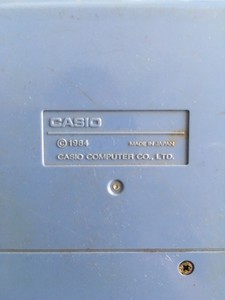 CASIO
©1984 MADE IN JAPAN
CASIO COMPUTER CO., LTD.